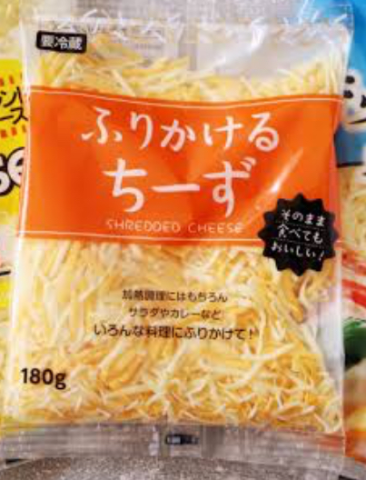 要冷蔵
ふりかける
ちーず
SHREDDED CHEESE
そのまま
食べても
おいしい!
加熱調理にはもちろん
サラダやカレーなど
いろんな料理にふりかけて!
180g